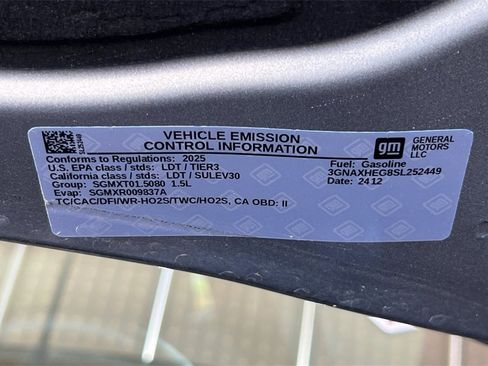 VEHICLE EMISSION
CONTROL INFORMATION
gm
GENERAL
MOTORS
LLC
Conforms to Regulations: 2025
U.S. EPA class / stds: LDT / TIER3
California class / stds: LDT / SULEV30
Group: SGMXT01.5080 1.5L
Evap: SGMXR009837A
TC/CAC/DFI/WR-HO2S/TWC/HO2S, CA OBD: II
Fuel: Gasoline
3GNAXHEG8SL252449
Date: 2412